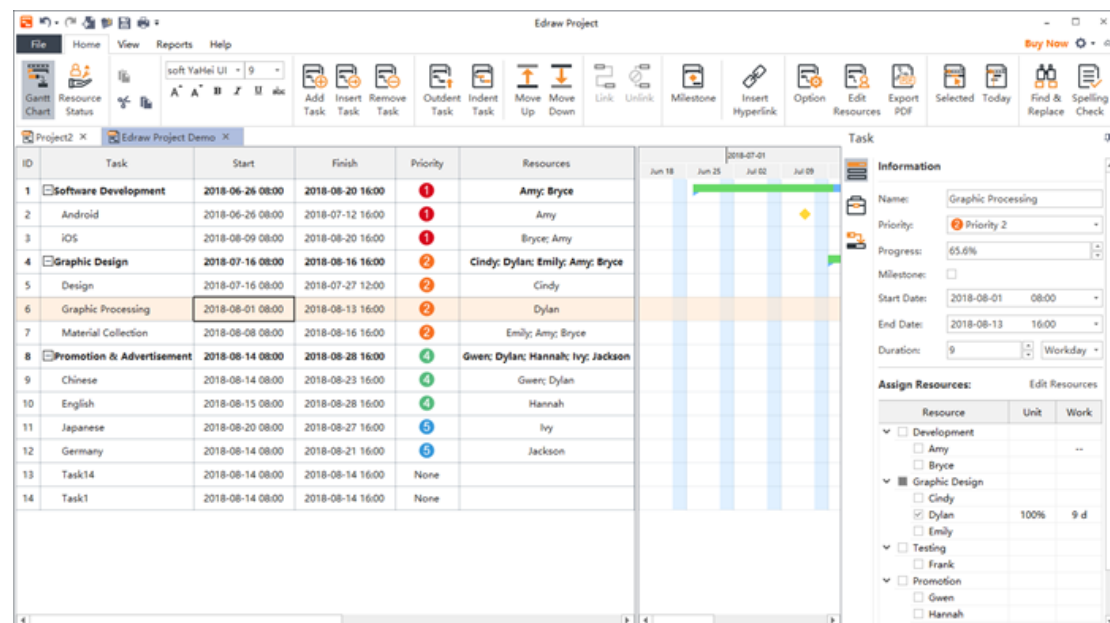 Edraw Project
File Home View Reports Help Buy Now
soft YaHei UI 9
A A B I U abc
Gantt Chart Resource Status Add Task Insert Task Remove Task Outdent Task Indent Task Move Up Move Down Link Unlink Milestone Insert Hyperlink Option Edit Resources Export PDF Selected Today Find & Replace Spelling Check
Project2 × Edraw Project Demo × Task
ID Task Start Finish Priority Resources
2018-07-01
Jun 18 Jun 25 Jul 02 Jul 09
1 Software Development 2018-06-26 08:00 2018-08-20 16:00 1 Amy; Bryce
2 Android 2018-06-26 08:00 2018-07-12 16:00 1 Amy
3 iOS 2018-08-09 08:00 2018-08-20 16:00 1 Bryce; Amy
4 Graphic Design 2018-07-16 08:00 2018-08-16 16:00 2 Cindy; Dylan; Emily; Amy; Bryce
5 Design 2018-07-16 08:00 2018-07-27 12:00 2 Cindy
6 Graphic Processing 2018-08-01 08:00 2018-08-13 16:00 2 Dylan
7 Material Collection 2018-08-08 08:00 2018-08-16 16:00 2 Emily; Amy; Bryce
8 Promotion & Advertisement 2018-08-14 08:00 2018-08-28 16:00 4 Gwen; Dylan; Hannah; Ivy; Jackson
9 Chinese 2018-08-14 08:00 2018-08-23 16:00 4 Gwen; Dylan
10 English 2018-08-15 08:00 2018-08-28 16:00 4 Hannah
11 Japanese 2018-08-20 08:00 2018-08-27 16:00 5 Ivy
12 Germany 2018-08-14 08:00 2018-08-21 16:00 5 Jackson
13 Task14 2018-08-14 08:00 2018-08-14 16:00 None
14 Task1 2018-08-14 08:00 2018-08-14 16:00 None
Information
Name: Graphic Processing
Priority: 2 Priority 2
Progress: 65.6%
Milestone:
Start Date: 2018-08-01 08:00
End Date: 2018-08-13 16:00
Duration: 9 Workday
Assign Resources: Edit Resources
Resource Unit Work
Development
Amy --
Bryce
Graphic Design
Cindy
Dylan 100% 9 d
Emily
Testing
Frank
Promotion
Gwen
Hannah